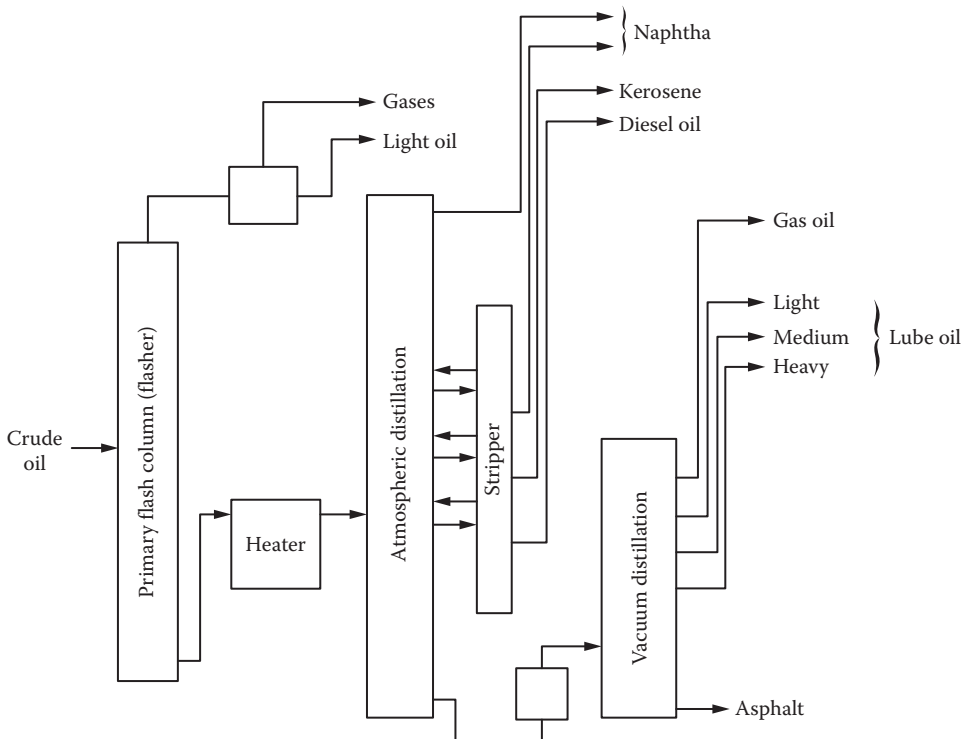 Naphtha
Kerosene
Diesel oil
Gases
Light oil
Gas oil
Light
Medium
Heavy
Lube oil
Crude
oil
Primary flash column (flasher)
Heater
Atmospheric distillation
Stripper
Vacuum distillation
Asphalt